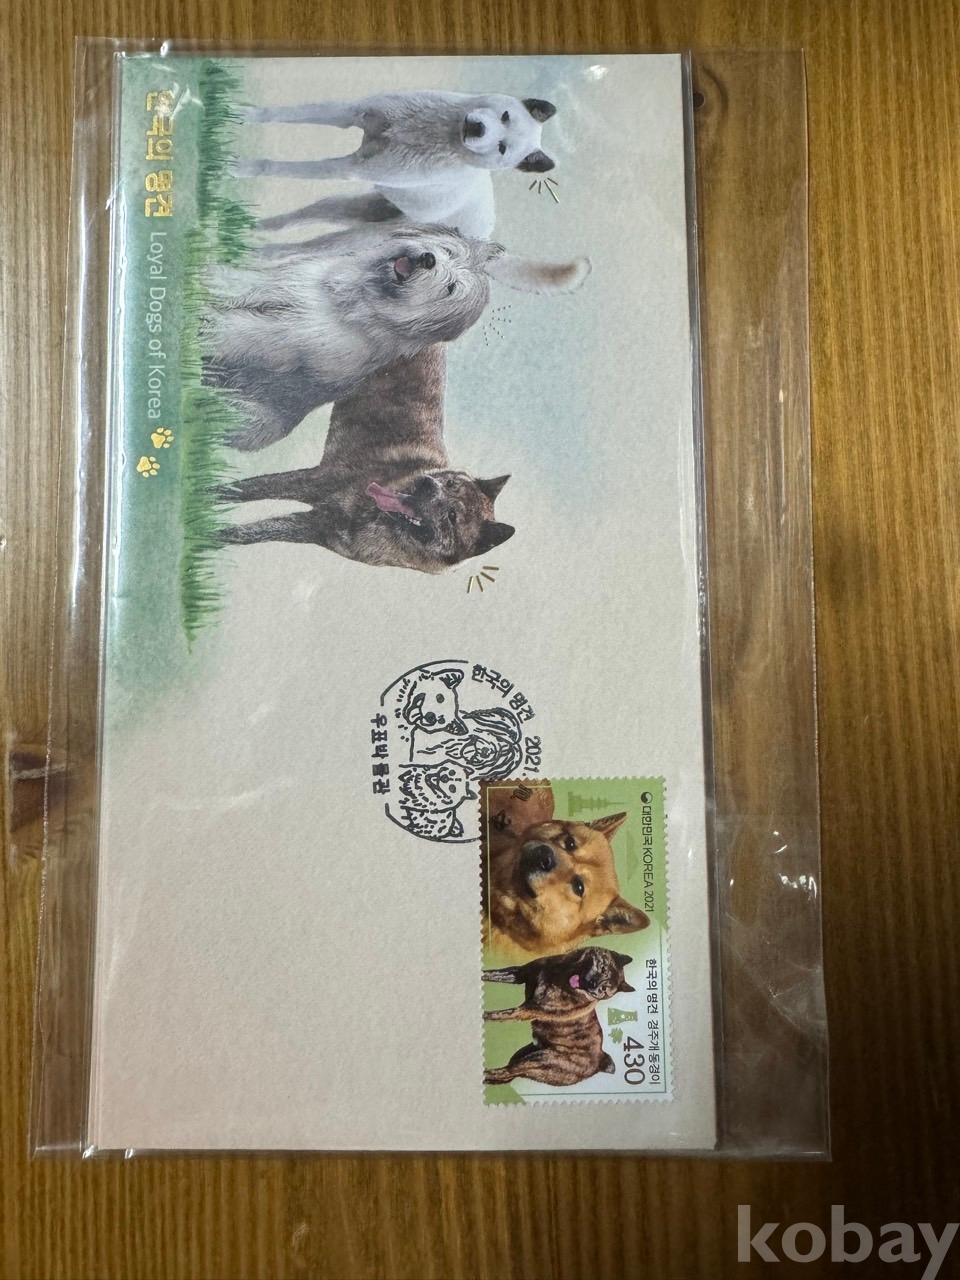 한국의 명견 Loyal Dogs of Korea
한국의 명견 2021.
우표박물관
대한민국 KOREA 2021
한국의 명견 경주개 동경이
430
kobay